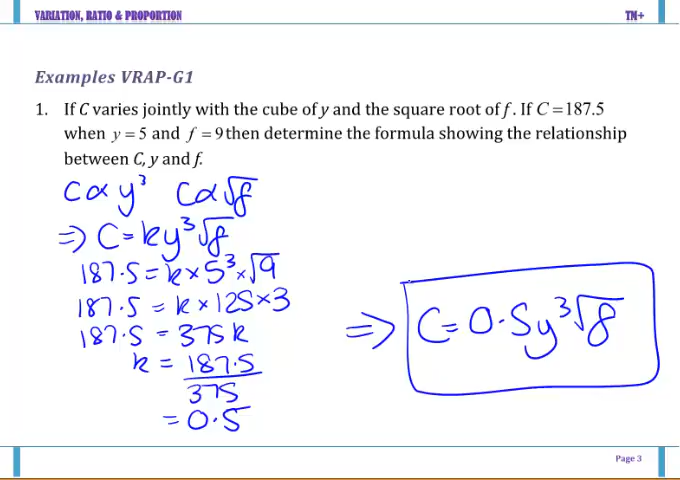 VARIATION, RATIO & PROPORTION TM+
Examples VRAP-G1
1. If C varies jointly with the cube of y and the square root of f . If C = 187.5
when y = 5 and f = 9 then determine the formula showing the relationship
between C, y and f.
C α y³ C α √f
⇒ C = ky³√f
187.5 = k × 5³ × √9
187.5 = k × 125 × 3
187.5 = 375k
k = 187.5/375
= 0.5
⇒ C = 0.5y³√f
Page 3